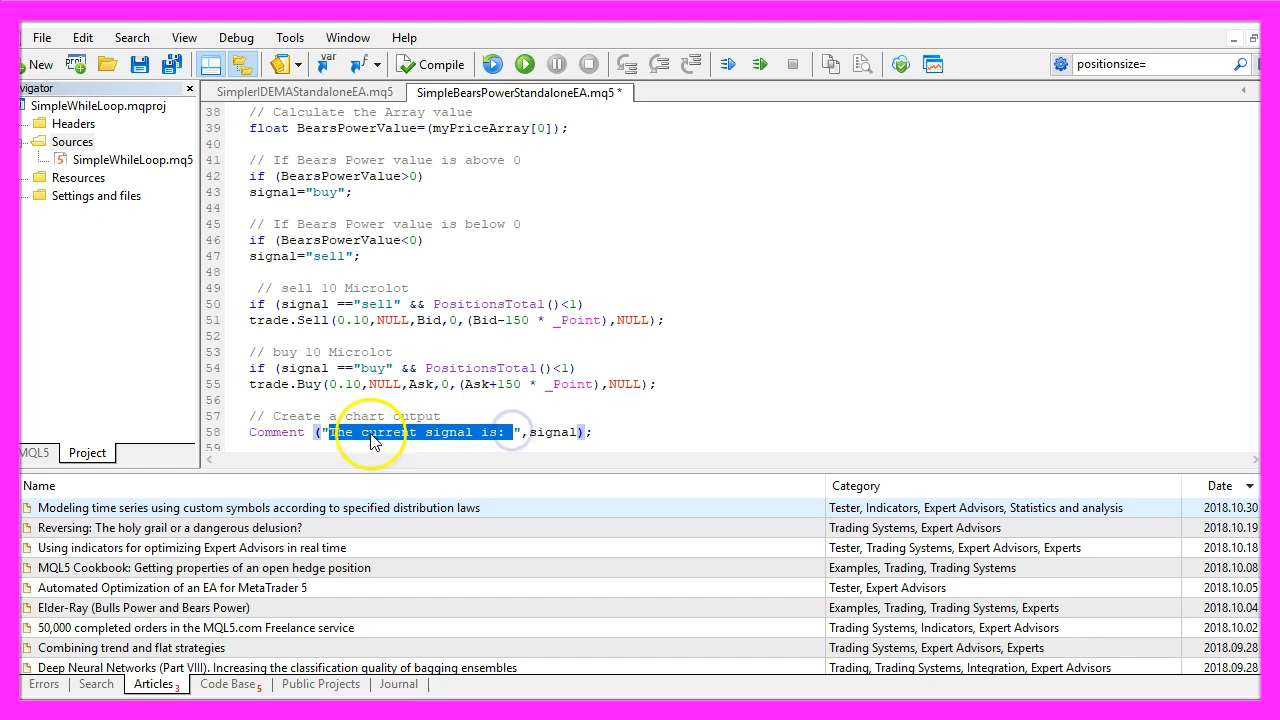 File Edit Search View Debug Tools Window Help
New var Compile positionsize=
vigator
SimpleWhileLoop.mqproj
Headers
Sources
SimpleWhileLoop.mq5
Resources
Settings and files
MQL5 Project
SimplerIDEMAStandaloneEA.mq5 SimpleBearsPowerStandaloneEA.mq5 *
38 // Calculate the Array value
39 float BearsPowerValue=(myPriceArray[0]);
40
41 // If Bears Power value is above 0
42 if (BearsPowerValue>0)
43 signal="buy";
44
45 // If Bears Power value is below 0
46 if (BearsPowerValue<0)
47 signal="sell";
48
49 // sell 10 Microlot
50 if (signal =="sell" && PositionsTotal()<1)
51 trade.Sell(0.10,NULL,Bid,0,(Bid-150 * _Point),NULL);
52
53 // buy 10 Microlot
54 if (signal =="buy" && PositionsTotal()<1)
55 trade.Buy(0.10,NULL,Ask,0,(Ask+150 * _Point),NULL);
56
57 // Create a chart output
58 Comment ("The current signal is: ",signal);
59
Name Category Date
Modeling time series using custom symbols according to specified distribution laws Tester, Indicators, Expert Advisors, Statistics and analysis 2018.10.30
Reversing: The holy grail or a dangerous delusion? Trading Systems, Expert Advisors 2018.10.19
Using indicators for optimizing Expert Advisors in real time Tester, Trading Systems, Expert Advisors, Experts 2018.10.18
MQL5 Cookbook: Getting properties of an open hedge position Examples, Trading, Trading Systems 2018.10.08
Automated Optimization of an EA for MetaTrader 5 Tester, Expert Advisors 2018.10.05
Elder-Ray (Bulls Power and Bears Power) Examples, Trading, Trading Systems, Experts 2018.10.04
50,000 completed orders in the MQL5.com Freelance service Trading Systems, Indicators, Expert Advisors 2018.10.02
Combining trend and flat strategies Trading Systems, Expert Advisors, Experts 2018.09.28
Deep Neural Networks (Part VIII). Increasing the classification quality of bagging ensembles Trading, Trading Systems, Integration, Expert Advisors 2018.09.28
Errors Search Articles 3 Code Base 5 Public Projects Journal